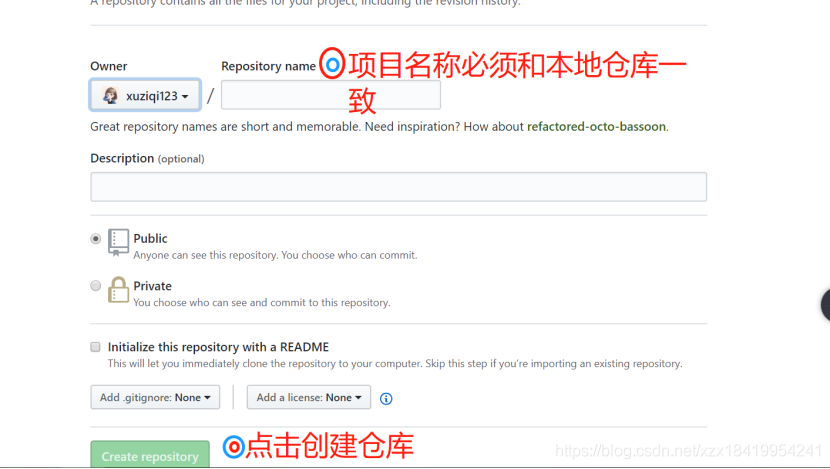 A repository contains all the files for your project, including the revision history.
Owner
Repository name
项目名称必须和本地仓库一
致
xuziqi123 /
Great repository names are short and memorable. Need inspiration? How about refactored-octo-bassoon.
Description (optional)
Public
Anyone can see this repository. You choose who can commit.
Private
You choose who can see and commit to this repository.
Initialize this repository with a README
This will let you immediately clone the repository to your computer. Skip this step if you're importing an existing repository.
Add .gitignore: None
Add a license: None
Create repository
点击创建仓库
https://blog.csdn.net/xzx18419954241